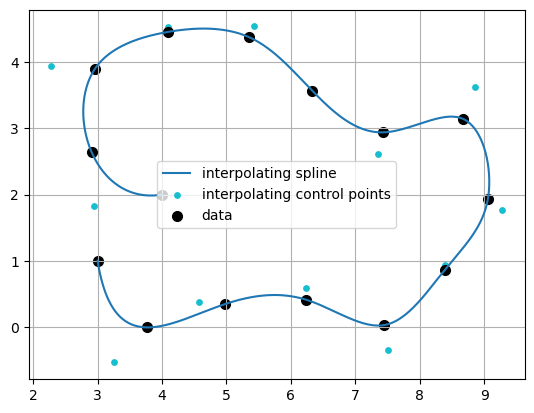 4
3
2
1
0
interpolating spline
interpolating control points
data
2 3 4 5 6 7 8 9